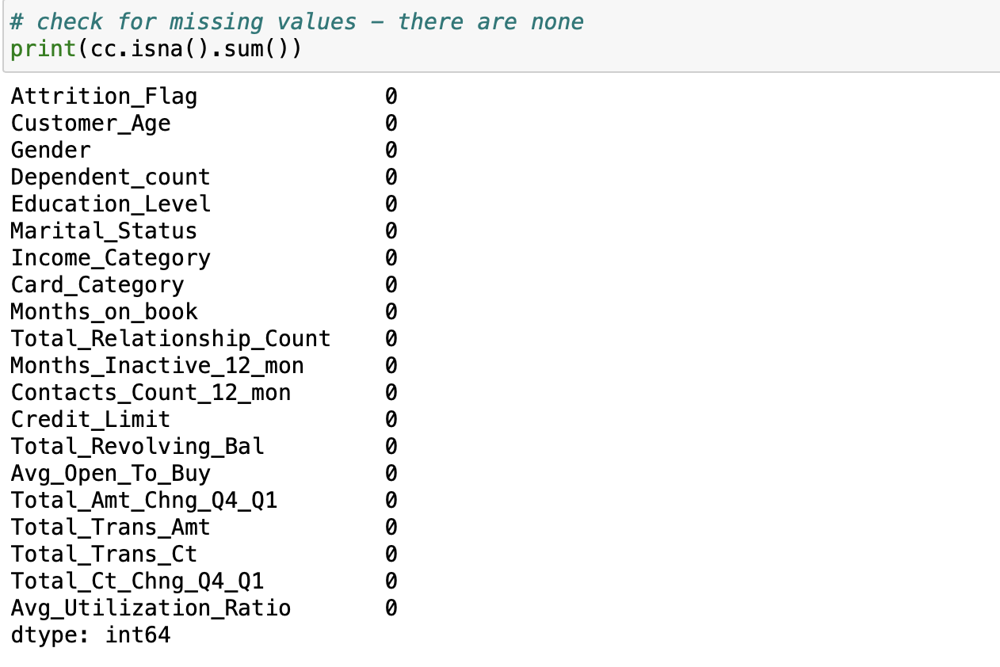 # check for missing values – there are none
print(cc.isna().sum())
Attrition_Flag 0
Customer_Age 0
Gender 0
Dependent_count 0
Education_Level 0
Marital_Status 0
Income_Category 0
Card_Category 0
Months_on_book 0
Total_Relationship_Count 0
Months_Inactive_12_mon 0
Contacts_Count_12_mon 0
Credit_Limit 0
Total_Revolving_Bal 0
Avg_Open_To_Buy 0
Total_Amt_Chng_Q4_Q1 0
Total_Trans_Amt 0
Total_Trans_Ct 0
Total_Ct_Chng_Q4_Q1 0
Avg_Utilization_Ratio 0
dtype: int64